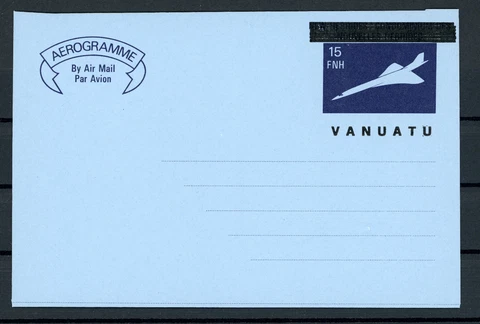 AEROGRAMME
By Air Mail
Par Avion
15
FNH
VANUATU